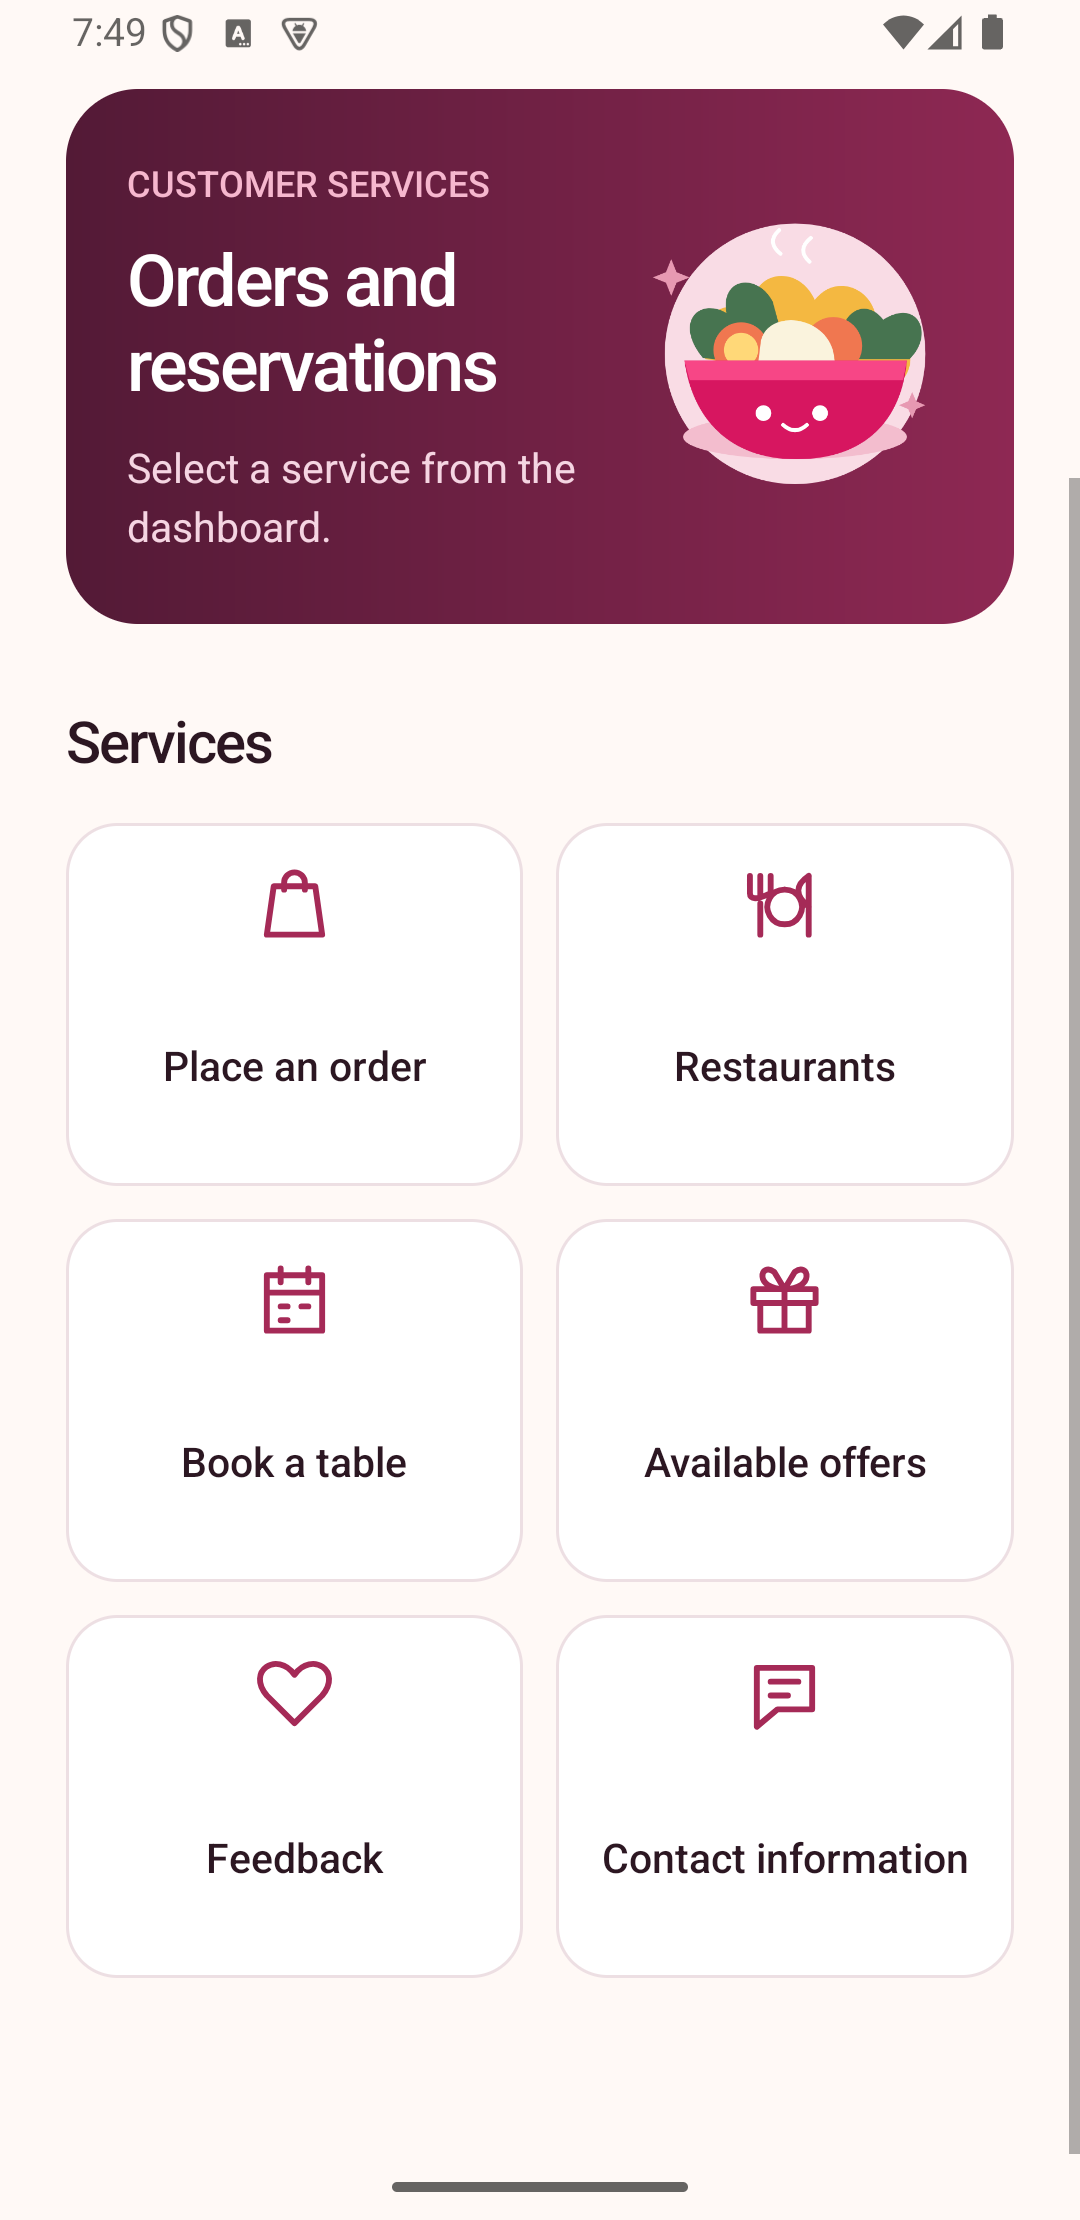 7:49
CUSTOMER SERVICES
Orders and
reservations
Select a service from the
dashboard.
Services
Place an order
Restaurants
Book a table
Available offers
Feedback
Contact information